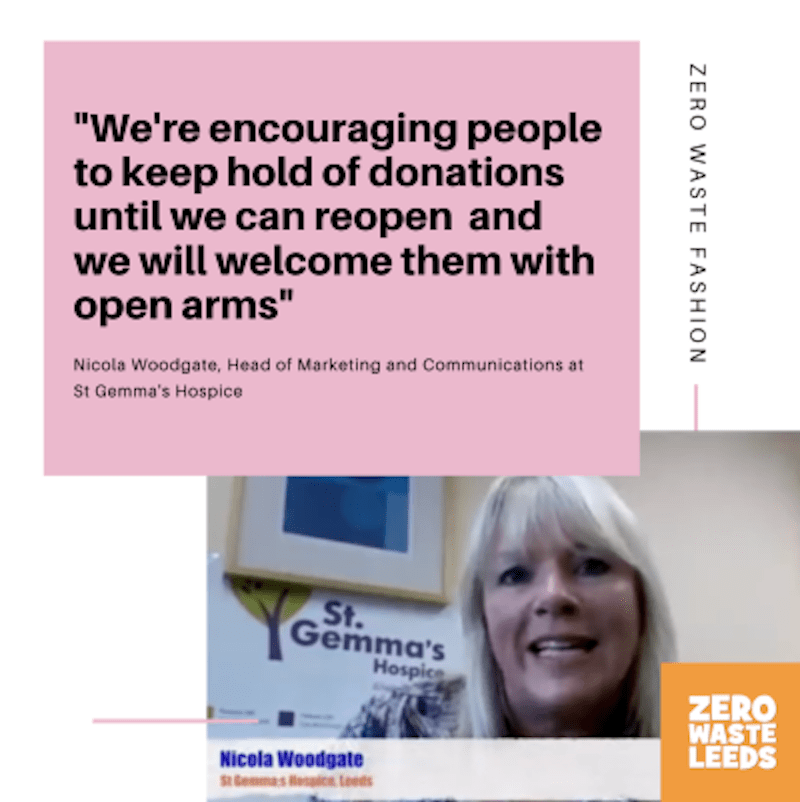 "We're encouraging people
to keep hold of donations
until we can reopen and
we will welcome them with
open arms"
Nicola Woodgate, Head of Marketing and Communications at
St Gemma's Hospice
ZERO WASTE FASHION
St.
Gemma's
Hospice
Nicola Woodgate
St Gemma:s Hospice, Leeds
ZERO
WASTE
LEEDS